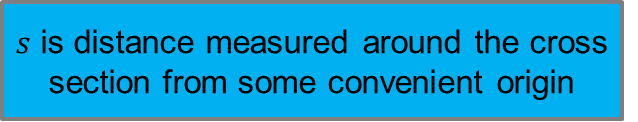 s is distance measured around the cross
section from some convenient origin